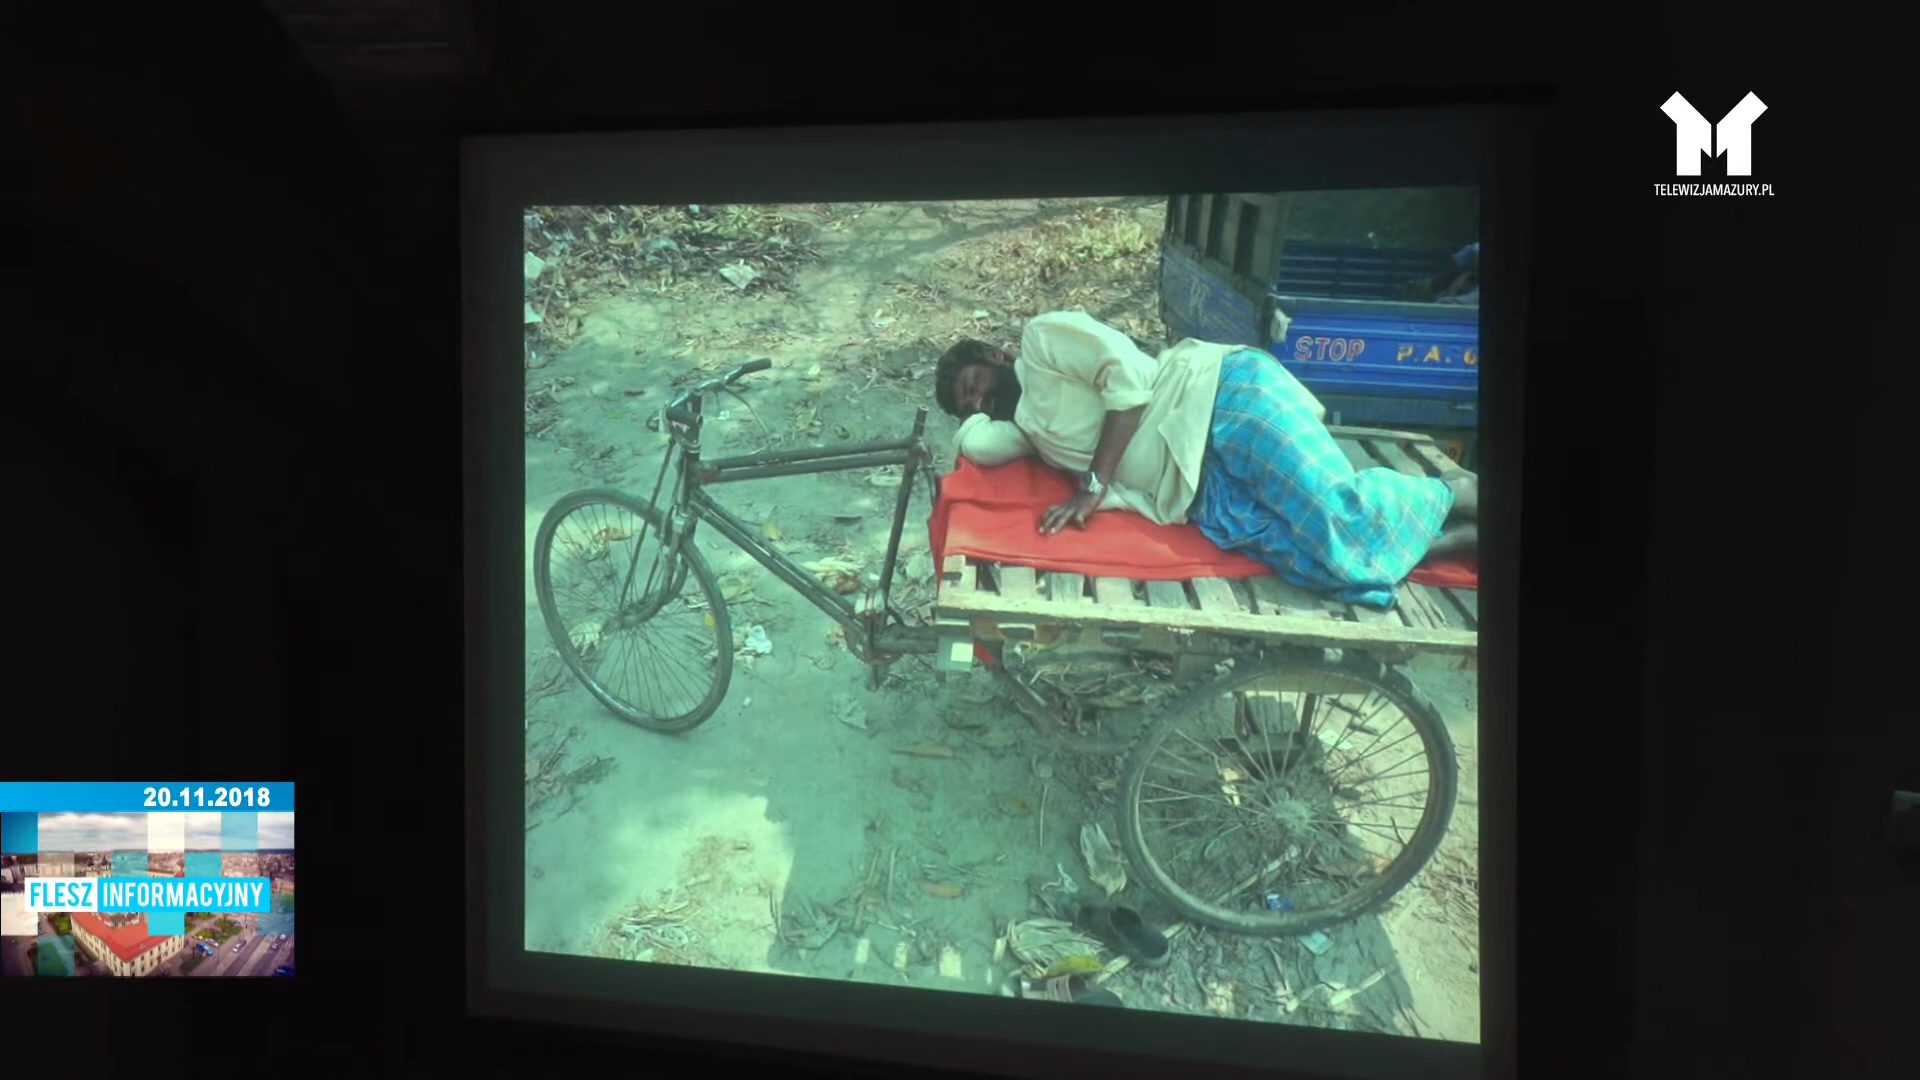 TELEWIZJAMAZURY.PL
STOP P.A.
20.11.2018
FLESZ INFORMACYJNY